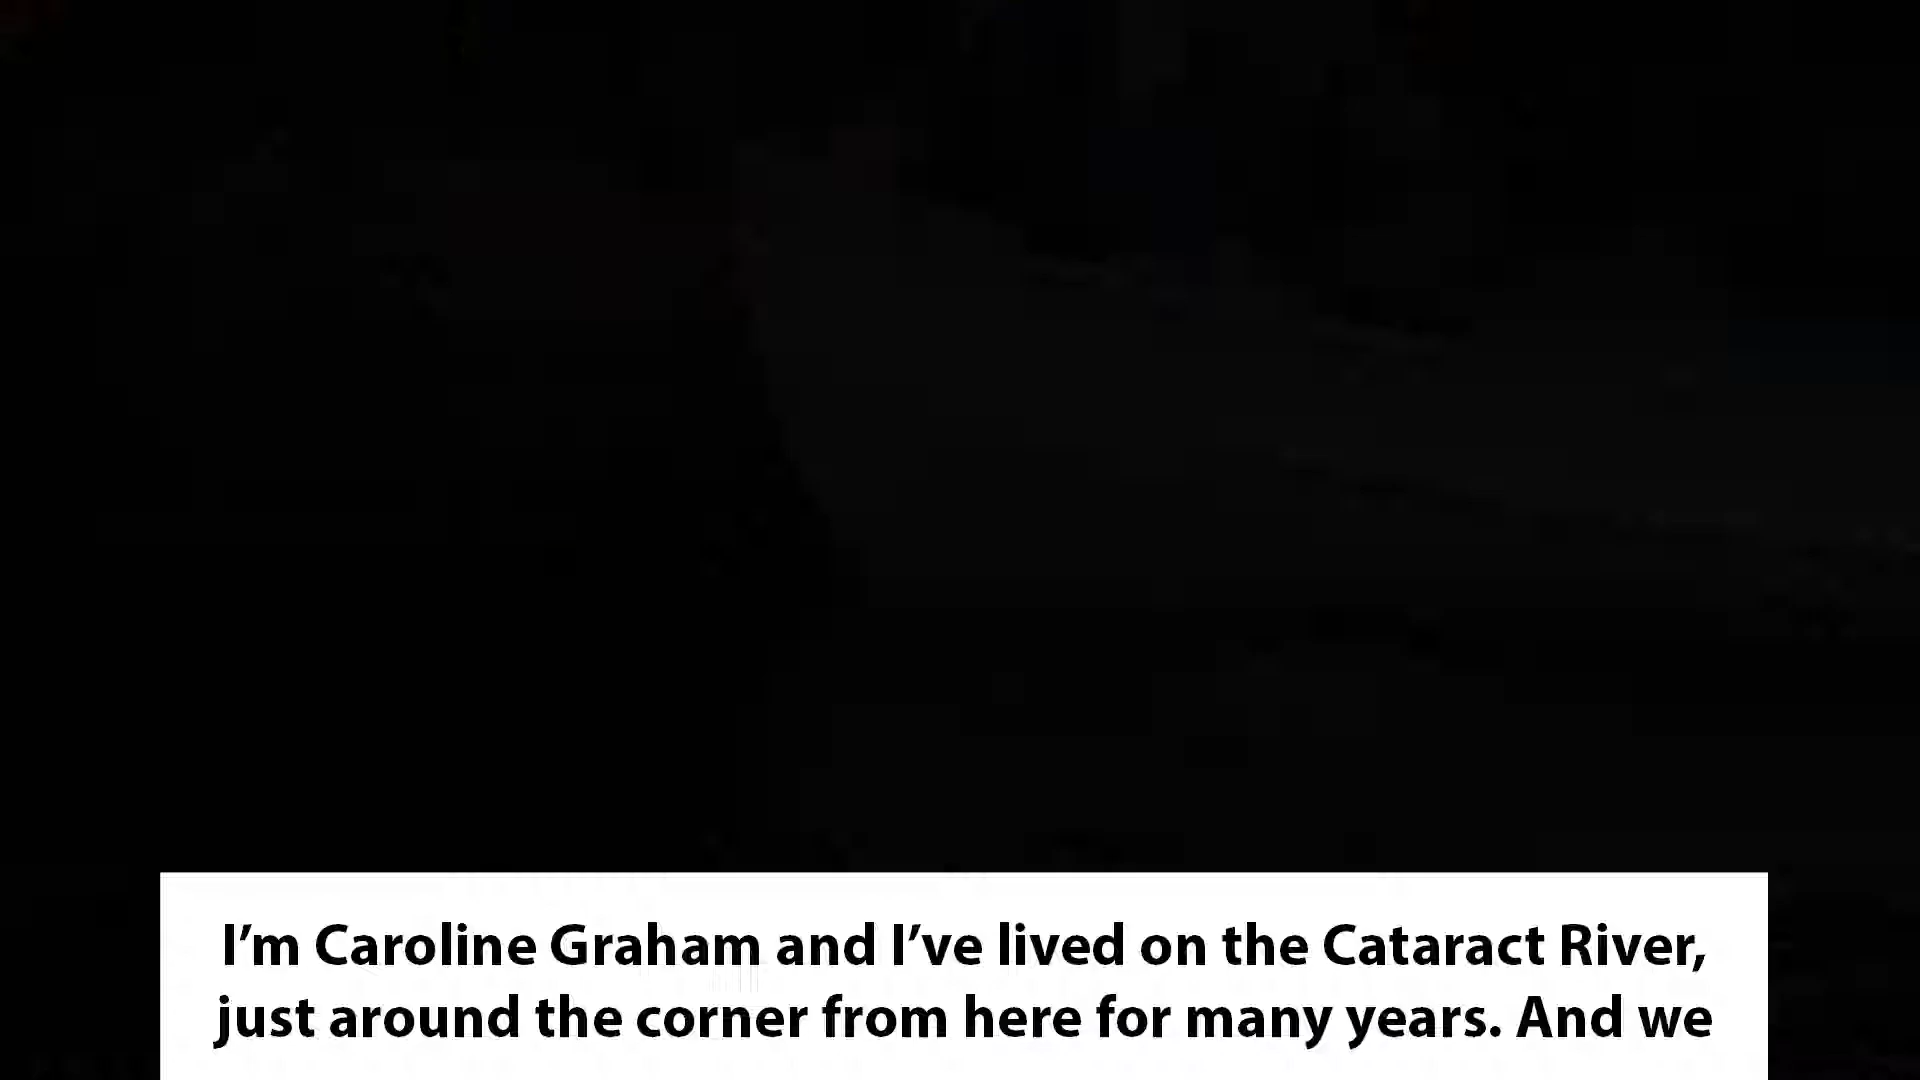 I’m Caroline Graham and I’ve lived on the Cataract River,
just around the corner from here for many years. And we